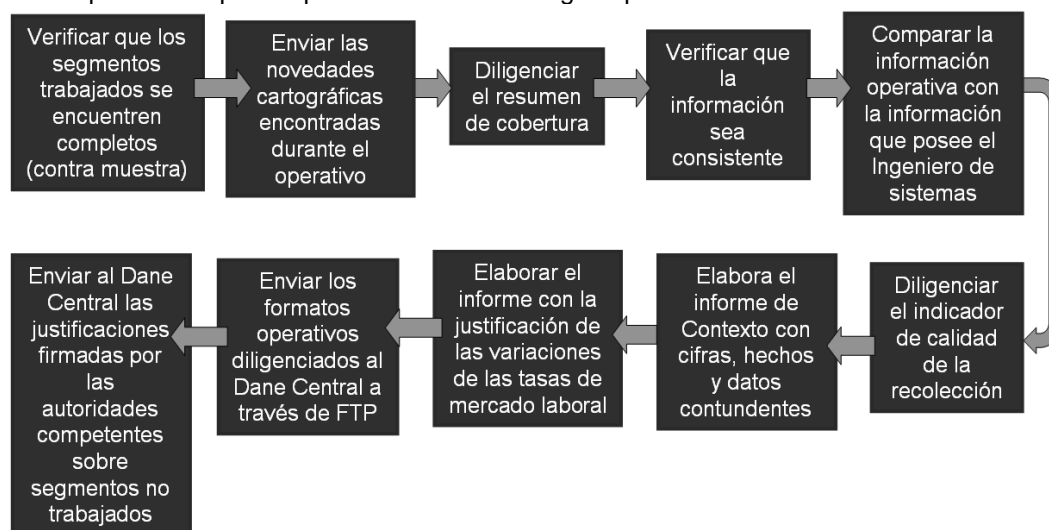 Verificar que los
segmentos
trabajados se
encuentren
completos
(contra muestra)
Enviar las
novedades
cartográficas
encontradas
durante el
operativo
Diligenciar
el resumen
de cobertura
Verificar que
la
información
sea
consistente
Comparar la
información
operativa con
la información
que posee el
Ingeniero de
sistemas
Diligenciar
el indicador
de calidad
de la
recolección
Elabora el
informe de
Contexto con
cifras, hechos
y datos
contundentes
Elaborar el
informe con la
justificación de
las variaciones
de las tasas de
mercado laboral
Enviar los
formatos
operativos
diligenciados al
Dane Central a
través de FTP
Enviar al Dane
Central las
justificaciones
firmadas por
las
autoridades
competentes
sobre
segmentos no
trabajados